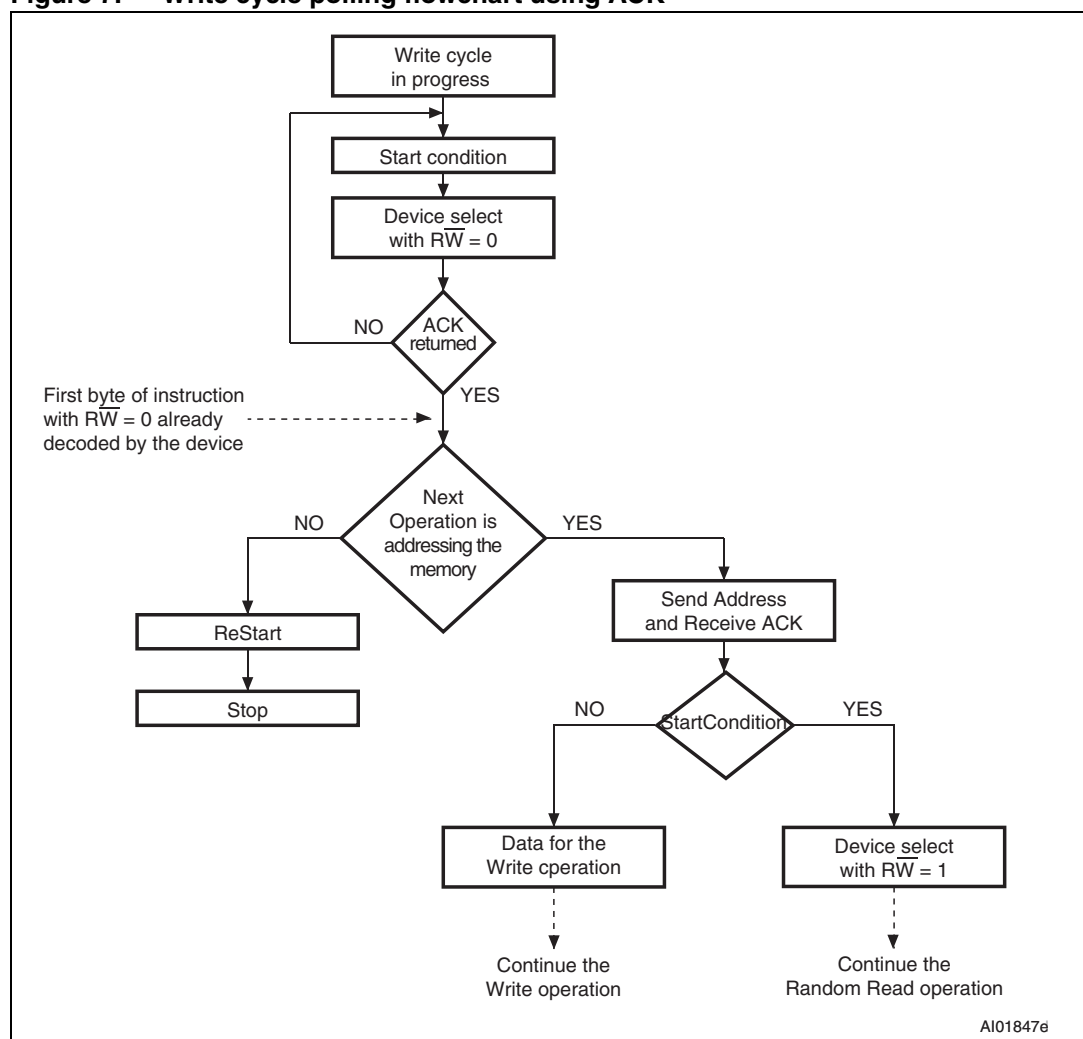 Figure 7. Write cycle polling flowchart using ACK
Write cycle
in progress
Start condition
Device select
with RW̅ = 0
NO
ACK
returned
YES
First byte of instruction
with RW̅ = 0 already
decoded by the device
NO
Next
Operation is
addressing the
memory
YES
Send Address
and Receive ACK
ReStart
Stop
NO
StartCondition
YES
Data for the
Write cperation
Device select
with RW̅ = 1
Continue the
Write operation
Continue the
Random Read operation
AI01847e